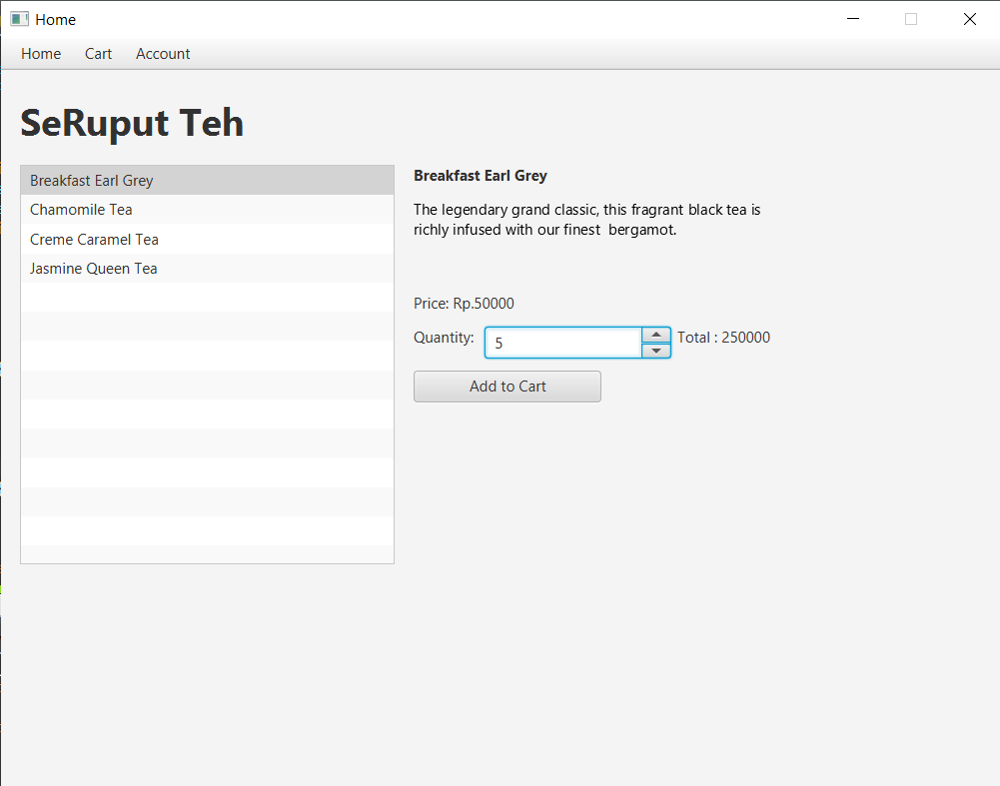 Home
Home Cart Account
SeRuput Teh
Breakfast Earl Grey
Chamomile Tea
Creme Caramel Tea
Jasmine Queen Tea
Breakfast Earl Grey
The legendary grand classic, this fragrant black tea is
richly infused with our finest  bergamot.
Price: Rp.50000
Quantity: 5 Total : 250000
Add to Cart